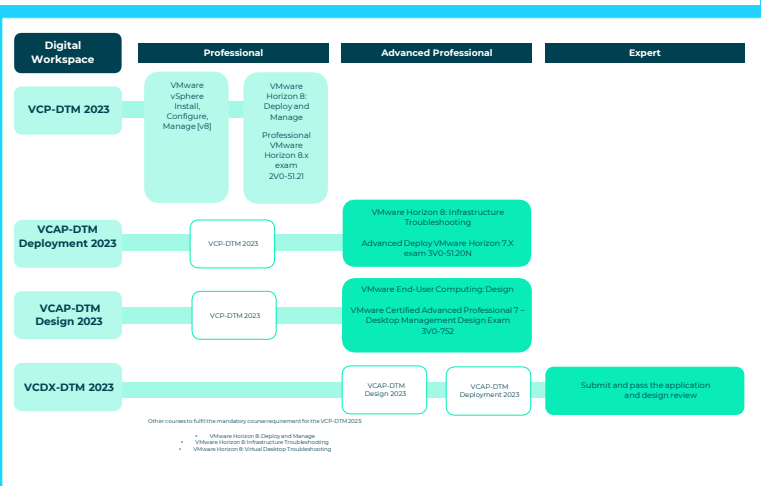 Digital
Workspace
Professional
Advanced Professional
Expert
VCP-DTM 2023
VMware
vSphere
Install,
Configure,
Manage [v8]
VMware
Horizon 8:
Deploy and
Manage
Professional
VMware
Horizon 8.x
exam
2V0-51.21
VCAP-DTM
Deployment 2023
VCP-DTM 2023
VMware Horizon 8: Infrastructure
Troubleshooting
Advanced Deploy VMware Horizon 7.X
exam 3V0-51.20N
VCAP-DTM
Design 2023
VCP-DTM 2023
VMware End-User Computing: Design
VMware Certified Advanced Professional 7 –
Desktop Management Design Exam
3V0-752
VCDX-DTM 2023
VCAP-DTM
Design 2023
VCAP-DTM
Deployment 2023
Submit and pass the application
and design review
Other courses to fulfil the mandatory course requirement for the VCP-DTM 2023
• VMware Horizon 8: Deploy and Manage
• VMware Horizon 8: Infrastructure Troubleshooting
• VMware Horizon 8: Virtual Desktop Troubleshooting